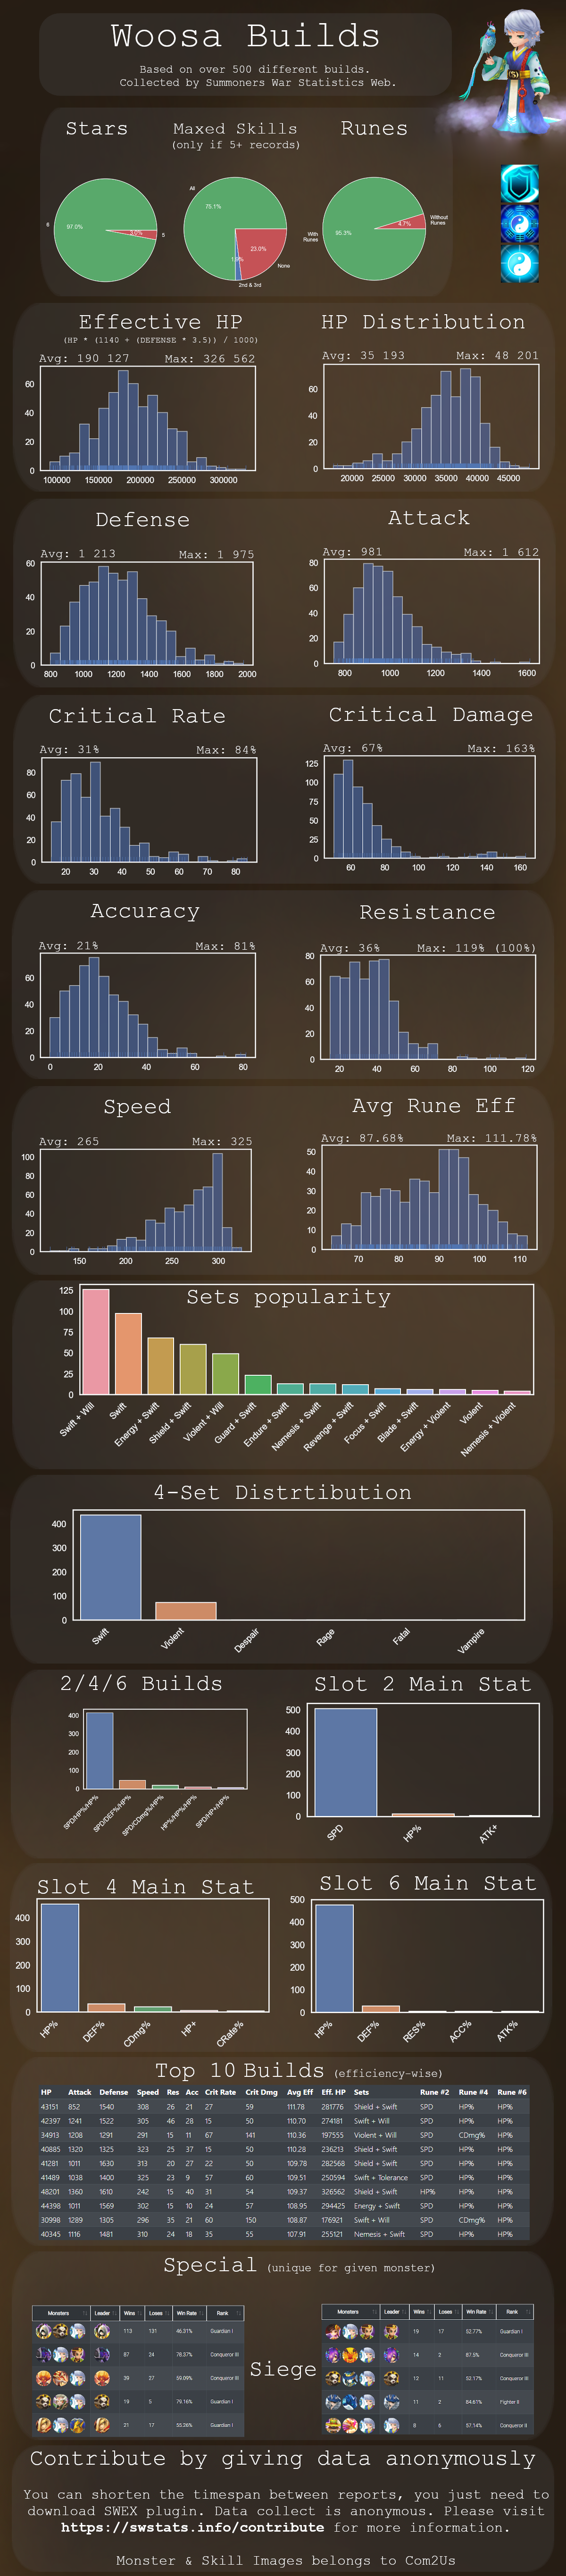 Woosa Builds
Based on over 500 different builds.
Collected by Summoners War Statistics Web.
Stars
Maxed Skills
(only if 5+ records)
Runes
6
97.0%
3.0%
5
All
75.1%
23.0%
None
2nd & 3rd
With Runes
95.3%
4.7%
Without Runes
Effective HP
(HP * (1140 + (DEFENSE * 3.5)) / 1000)
Avg: 190 127 Max: 326 562
60
40
20
0
100000 150000 200000 250000 300000
HP Distribution
Avg: 35 193 Max: 48 201
60
40
20
0
20000 25000 30000 35000 40000 45000
Defense
Avg: 1 213 Max: 1 975
60
40
20
0
800 1000 1200 1400 1600 1800 2000
Attack
Avg: 981 Max: 1 612
80
60
40
20
0
800 1000 1200 1400 1600
Critical Rate
Avg: 31% Max: 84%
80
60
40
20
0
20 30 40 50 60 70 80
Critical Damage
Avg: 67% Max: 163%
125
100
75
50
25
0
60 80 100 120 140 160
Accuracy
Avg: 21% Max: 81%
60
40
20
0
0 20 40 60 80
Resistance
Avg: 36% Max: 119% (100%)
80
60
40
20
0
20 40 60 80 100 120
Speed
Avg: 265 Max: 325
100
80
60
40
20
0
150 200 250 300
Avg Rune Eff
Avg: 87.68% Max: 111.78%
50
40
30
20
10
0
70 80 90 100 110
Sets popularity
125
100
75
50
25
0
Swift + Will
Swift
Energy + Swift
Shield + Swift
Violent + Will
Guard + Swift
Endure + Swift
Nemesis + Swift
Revenge + Swift
Focus + Swift
Blade + Swift
Energy + Violent
Violent
Nemesis + Violent
4-Set Distrtibution
400
300
200
100
0
Swift
Violent
Despair
Rage
Fatal
Vampire
2/4/6 Builds
400
300
200
100
0
SPD/HP%/HP%
SPD/DEF%/HP%
SPD/CDmg%/HP%
HP%/HP%/HP%
SPD/HP+/HP%
Slot 2 Main Stat
500
400
300
200
100
0
SPD
HP%
ATK+
Slot 4 Main Stat
400
300
200
100
0
HP%
DEF%
CDmg%
HP+
CRate%
Slot 6 Main Stat
500
400
300
200
100
0
HP%
DEF%
RES%
ACC%
ATK%
Top 10 Builds (efficiency-wise)
HP Attack Defense Speed Res Acc Crit Rate Crit Dmg Avg Eff Eff. HP Sets Rune #2 Rune #4 Rune #6
43151 852 1540 308 26 21 27 59 111.78 281776 Shield + Swift SPD HP% HP%
42397 1241 1522 305 46 28 15 50 110.70 274181 Swift + Will SPD HP% HP%
34913 1208 1291 291 15 11 67 141 110.36 197555 Violent + Will SPD CDmg% HP%
40885 1320 1325 323 25 37 15 50 110.28 236213 Shield + Swift SPD HP% HP%
41281 1011 1630 313 20 27 22 50 109.78 282568 Shield + Swift SPD HP% HP%
41489 1038 1400 325 23 9 57 60 109.51 250594 Swift + Tolerance SPD HP% HP%
48201 1360 1610 242 15 40 31 54 109.37 326562 Shield + Swift HP% HP% HP%
44398 1011 1569 302 15 10 24 57 108.95 294425 Energy + Swift SPD HP% HP%
30998 1289 1305 296 35 21 60 150 108.87 176921 Swift + Will SPD CDmg% HP%
40345 1116 1481 310 24 18 35 55 107.91 255121 Nemesis + Swift SPD HP% HP%
Special (unique for given monster)
Monsters Leader Wins Loses Win Rate Rank
113 131 46.31% Guardian I
87 24 78.37% Conqueror III
39 27 59.09% Conqueror III
19 5 79.16% Guardian I
21 17 55.26% Guardian I
Siege
Monsters Leader Wins Loses Win Rate Rank
19 17 52.77% Guardian I
14 2 87.5% Conqueror III
12 11 52.17% Conqueror III
11 2 84.61% Fighter II
8 6 57.14% Conqueror II
Contribute by giving data anonymously
You can shorten the timespan between reports, you just need to
download SWEX plugin. Data collect is anonymous. Please visit
https://swstats.info/contribute for more information.
Monster & Skill Images belongs to Com2Us